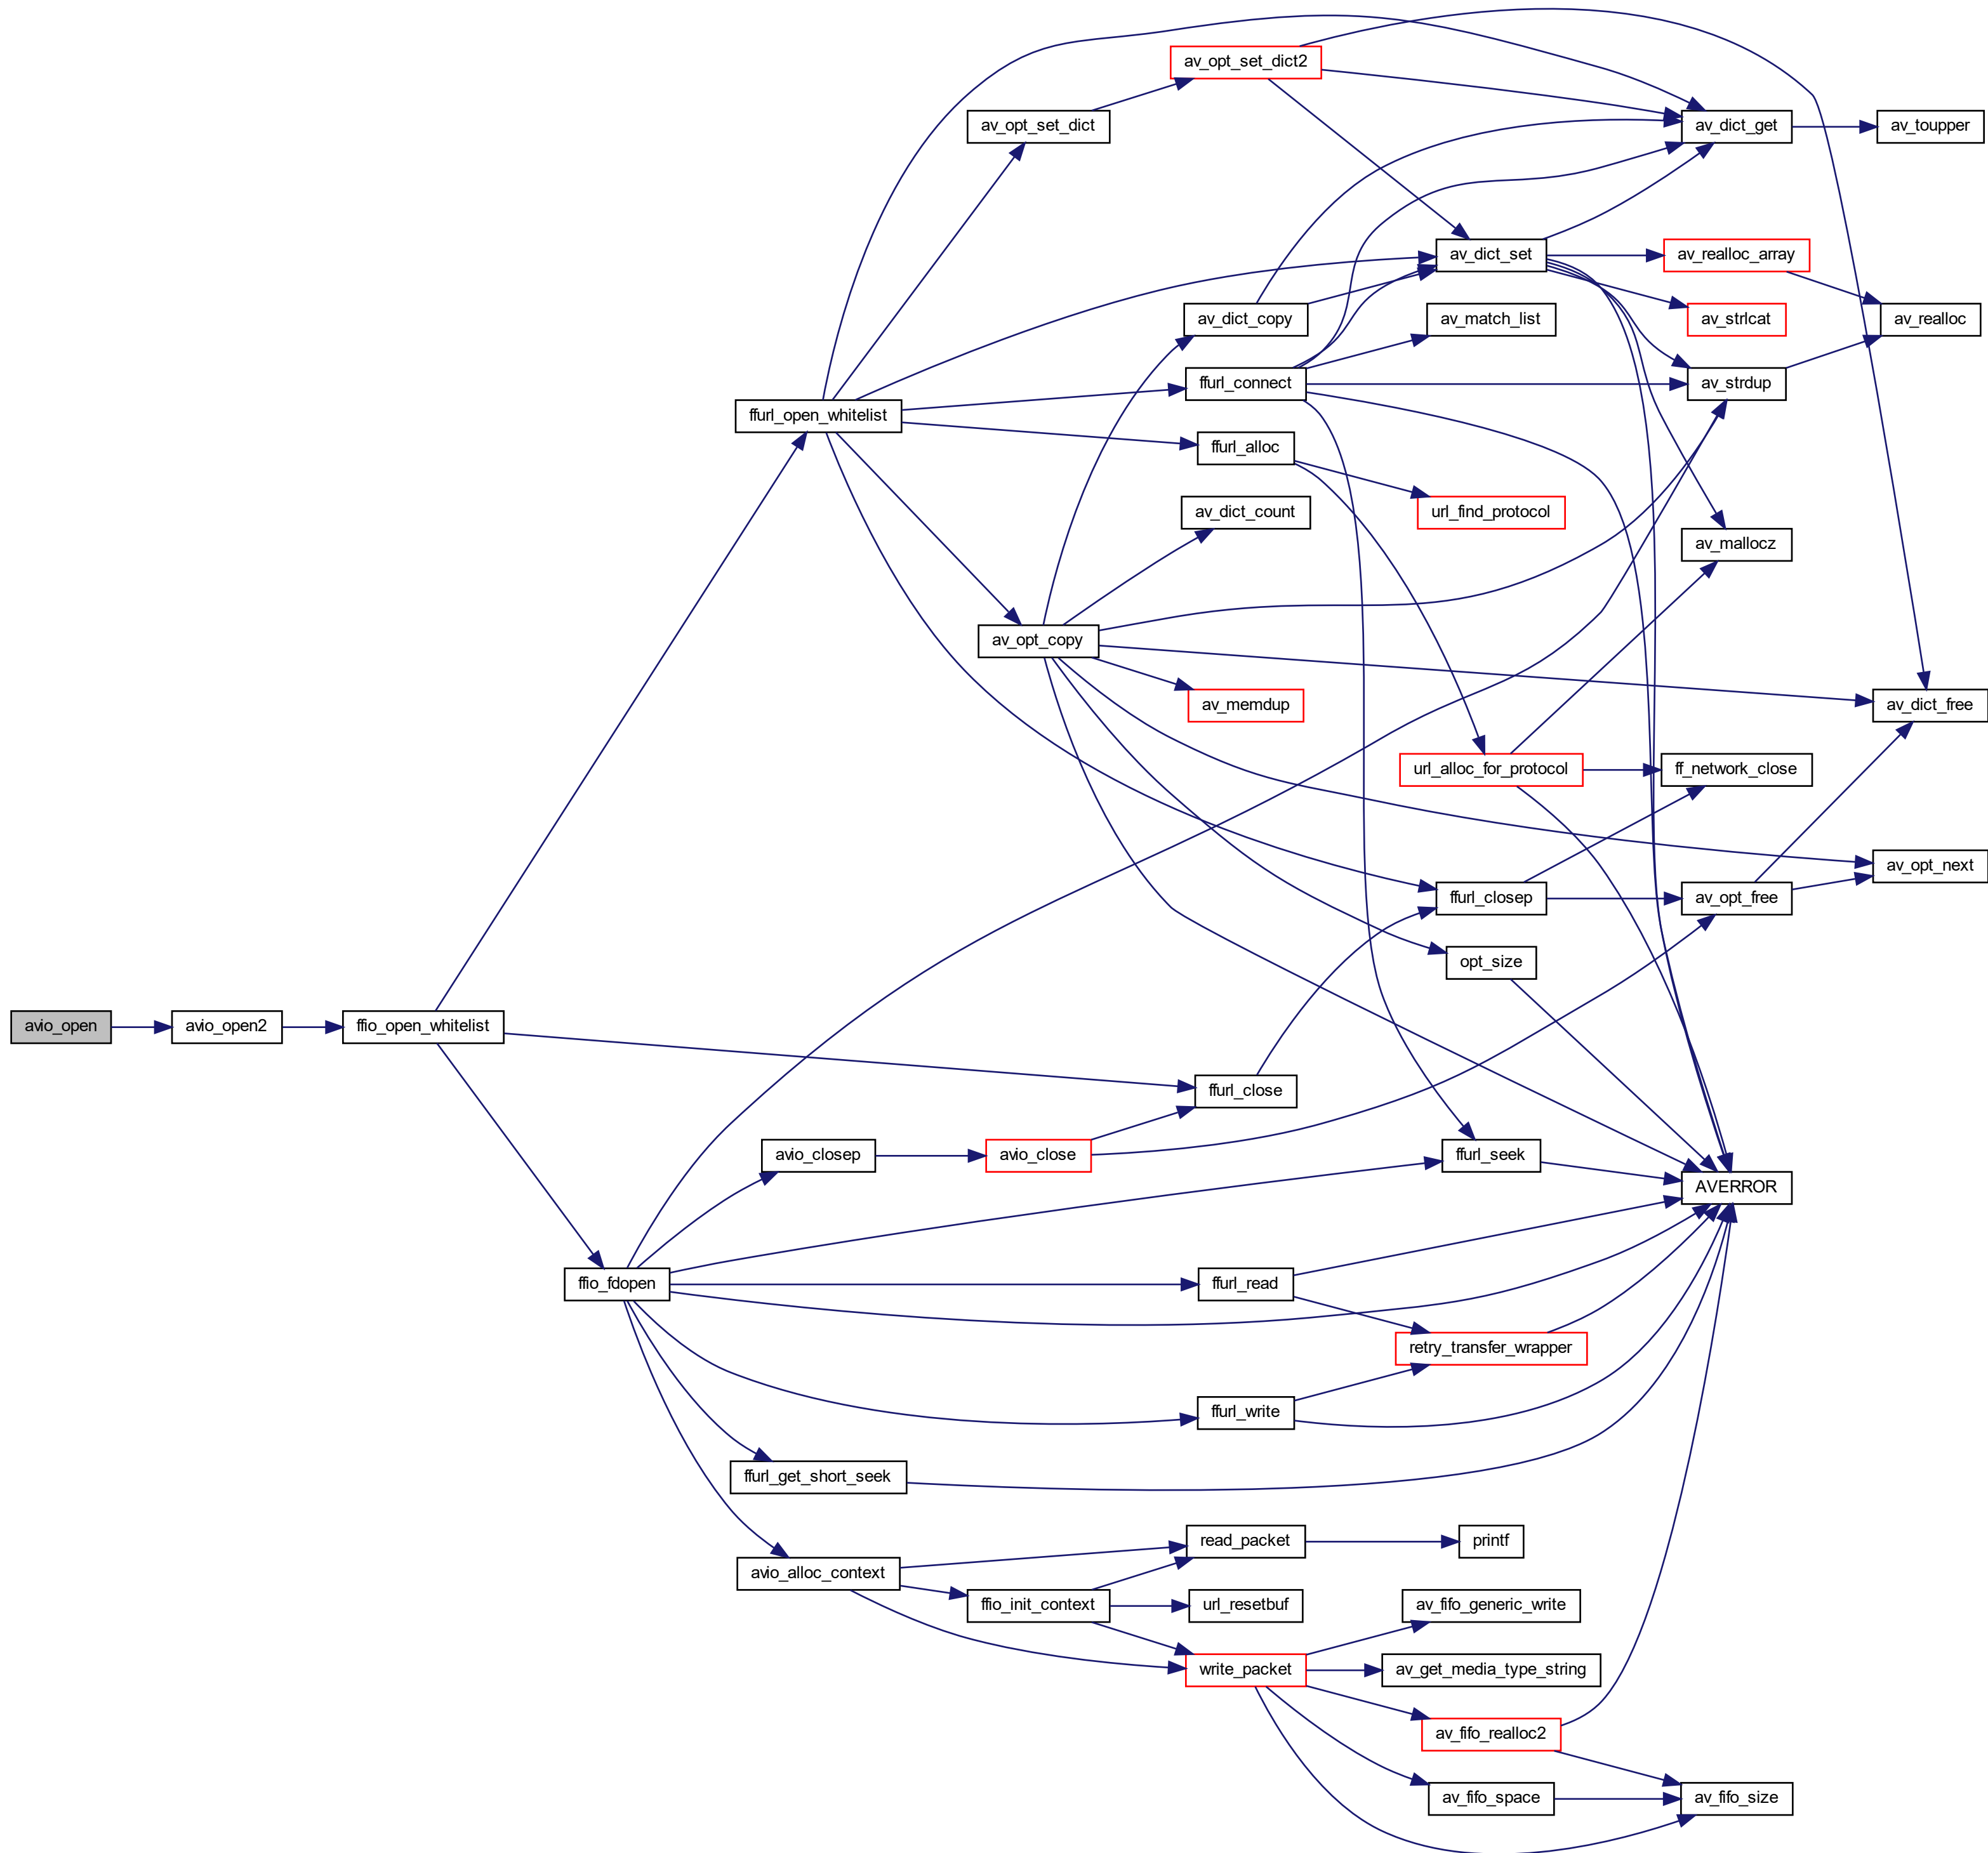 av_opt_set_dict2
av_opt_set_dict
av_dict_get
av_toupper
av_dict_set
av_realloc_array
av_dict_copy
av_match_list
av_strlcat
av_realloc
ffurl_open_whitelist
ffurl_connect
av_strdup
ffurl_alloc
av_dict_count
url_find_protocol
av_mallocz
av_opt_copy
av_memdup
av_dict_free
url_alloc_for_protocol
ff_network_close
av_opt_next
ffurl_closep
av_opt_free
opt_size
avio_open
avio_open2
ffio_open_whitelist
ffurl_close
avio_closep
avio_close
ffurl_seek
AVERROR
ffio_fdopen
ffurl_read
retry_transfer_wrapper
ffurl_write
ffurl_get_short_seek
read_packet
printf
avio_alloc_context
ffio_init_context
url_resetbuf
av_fifo_generic_write
write_packet
av_get_media_type_string
av_fifo_realloc2
av_fifo_space
av_fifo_size